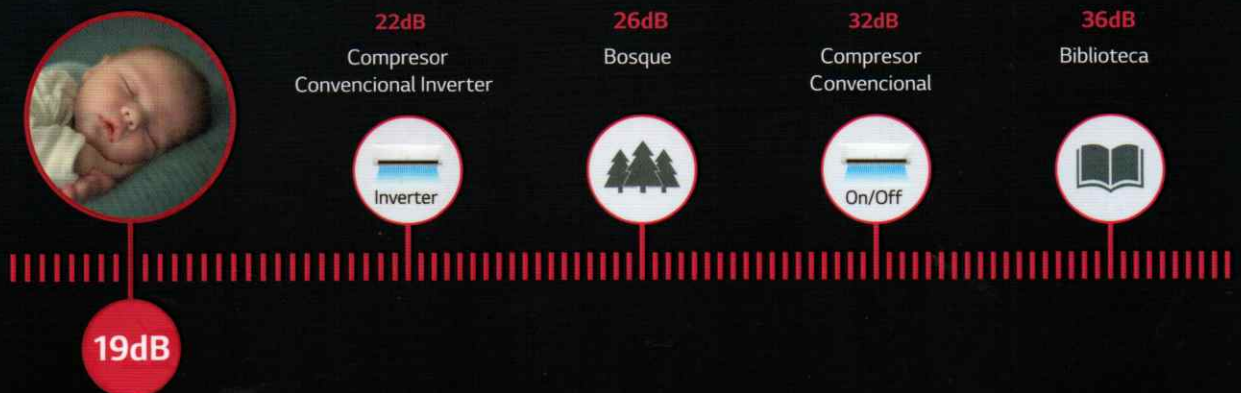 22dB
Compresor
Convencional Inverter
Inverter
26dB
Bosque
32dB
Compresor
Convencional
On/Off
36dB
Biblioteca
19dB